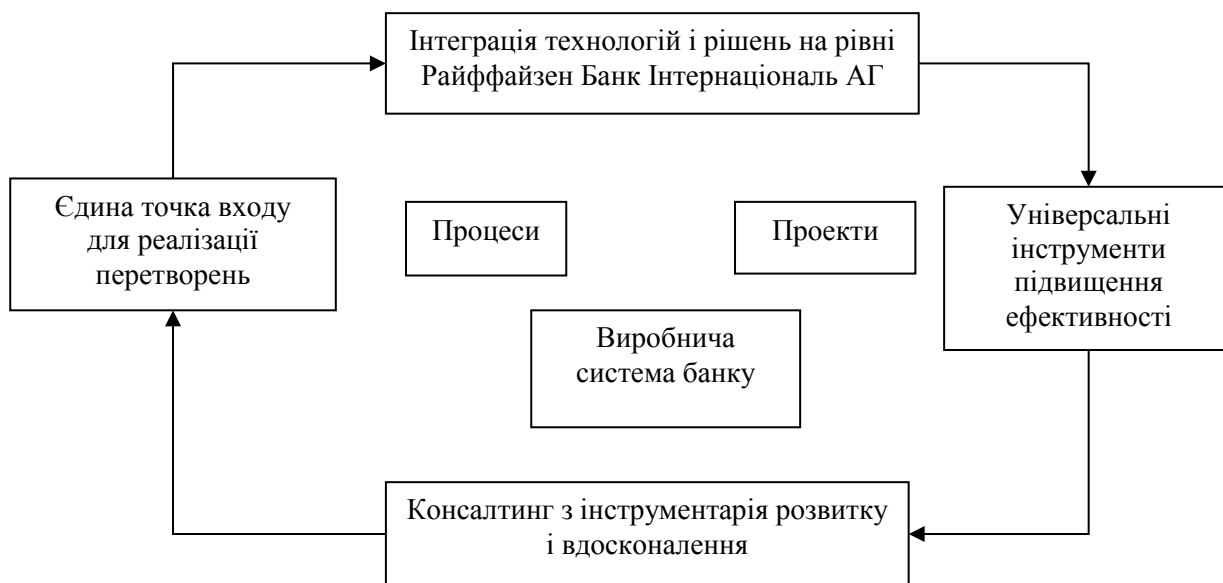 Інтеграція технологій і рішень на рівні
Райффайзен Банк Інтернаціональ АГ
Єдина точка входу
для реалізації
перетворень
Процеси
Проекти
Універсальні
інструменти
підвищення
ефективності
Виробнича
система банку
Консалтинг з інструментарія розвитку
і вдосконалення